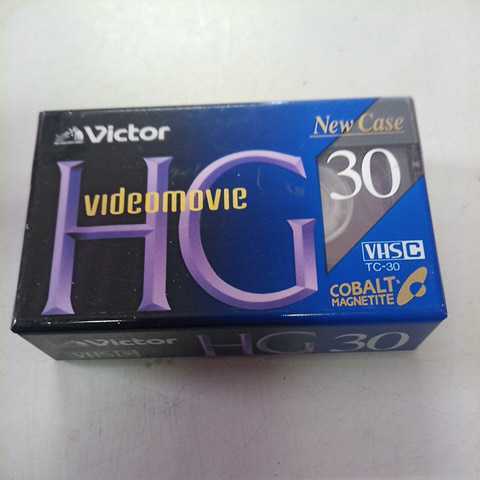 Victor
New Case
HG
videomovie
30
VHS C
TC-30
COBALT &
MAGNETITE
Victor
HG 30